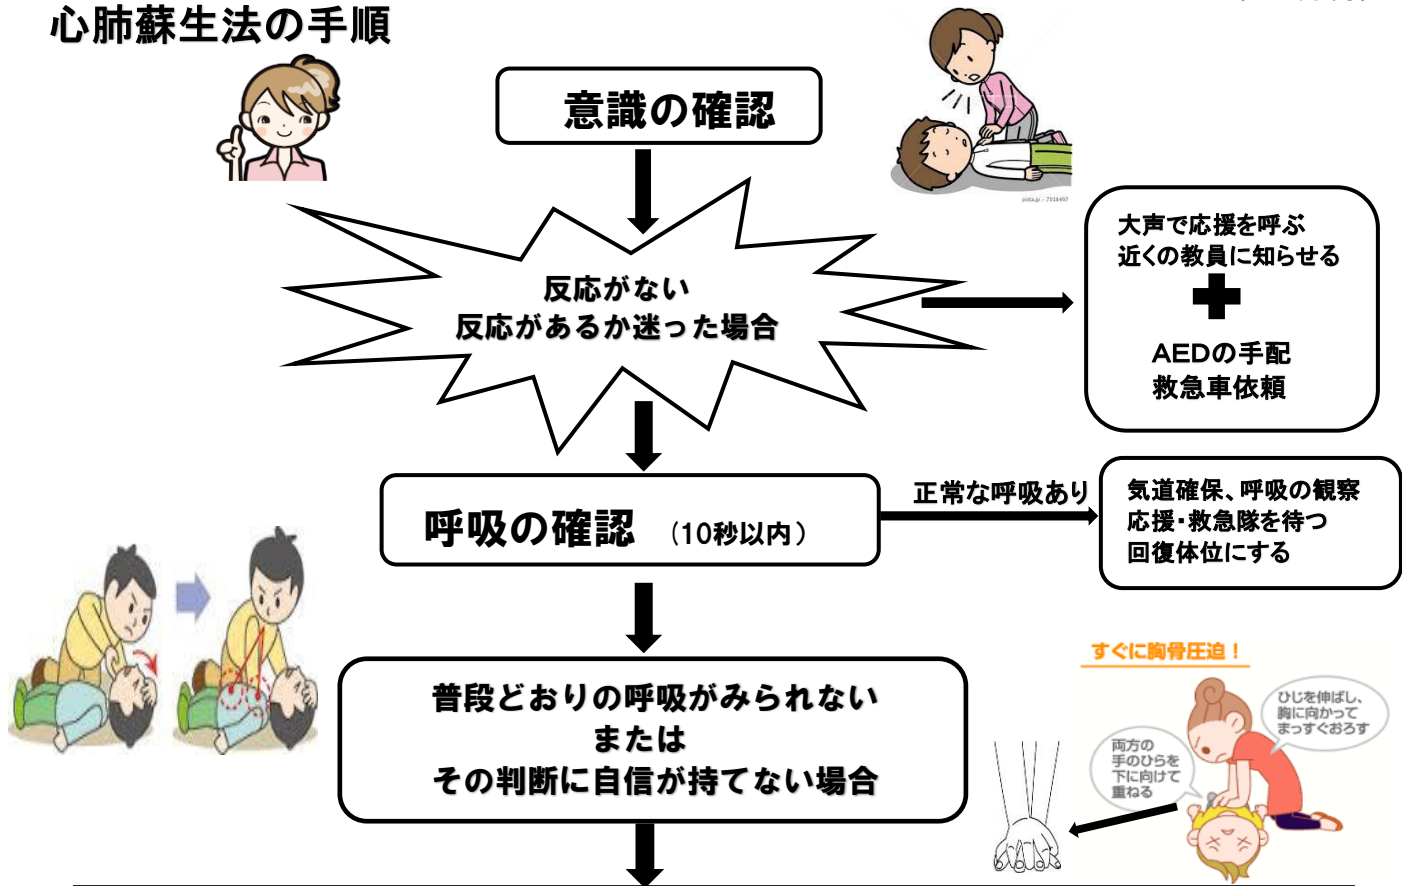 心肺蘇生法の手順
意識の確認
大声で応援を呼ぶ
近くの教員に知らせる
AEDの手配
救急車依頼
反応がない
反応があるか迷った場合
呼吸の確認 (10秒以内)
正常な呼吸あり
気道確保、呼吸の観察
応援・救急隊を待つ
回復体位にする
普段どおりの呼吸がみられない
または
その判断に自信が持てない場合
すぐに胸骨圧迫!
ひじを伸ばし、
胸に向かって
まっすぐおろす
両方の
手のひらを
下に向けて
重ねる